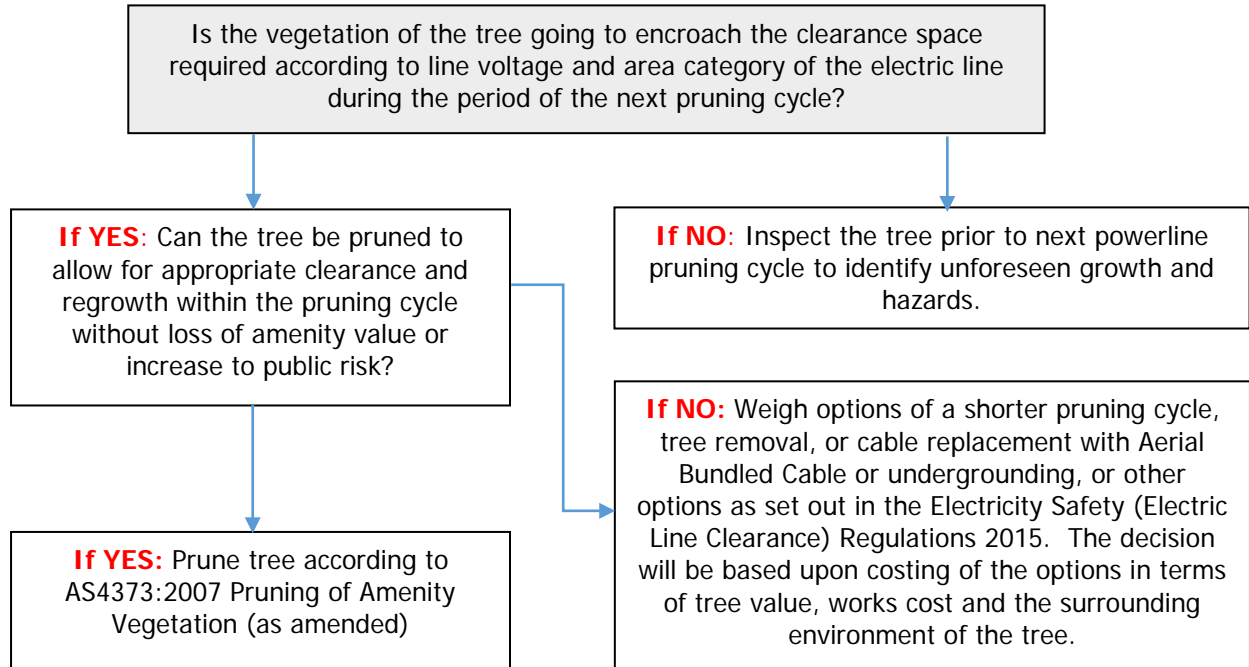 Is the vegetation of the tree going to encroach the clearance space
required according to line voltage and area category of the electric line
during the period of the next pruning cycle?
If YES: Can the tree be pruned to
allow for appropriate clearance and
regrowth within the pruning cycle
without loss of amenity value or
increase to public risk?
If NO: Inspect the tree prior to next powerline
pruning cycle to identify unforeseen growth and
hazards.
If YES: Prune tree according to
AS4373:2007 Pruning of Amenity
Vegetation (as amended)
If NO: Weigh options of a shorter pruning cycle,
tree removal, or cable replacement with Aerial
Bundled Cable or undergrounding, or other
options as set out in the Electricity Safety (Electric
Line Clearance) Regulations 2015. The decision
will be based upon costing of the options in terms
of tree value, works cost and the surrounding
environment of the tree.